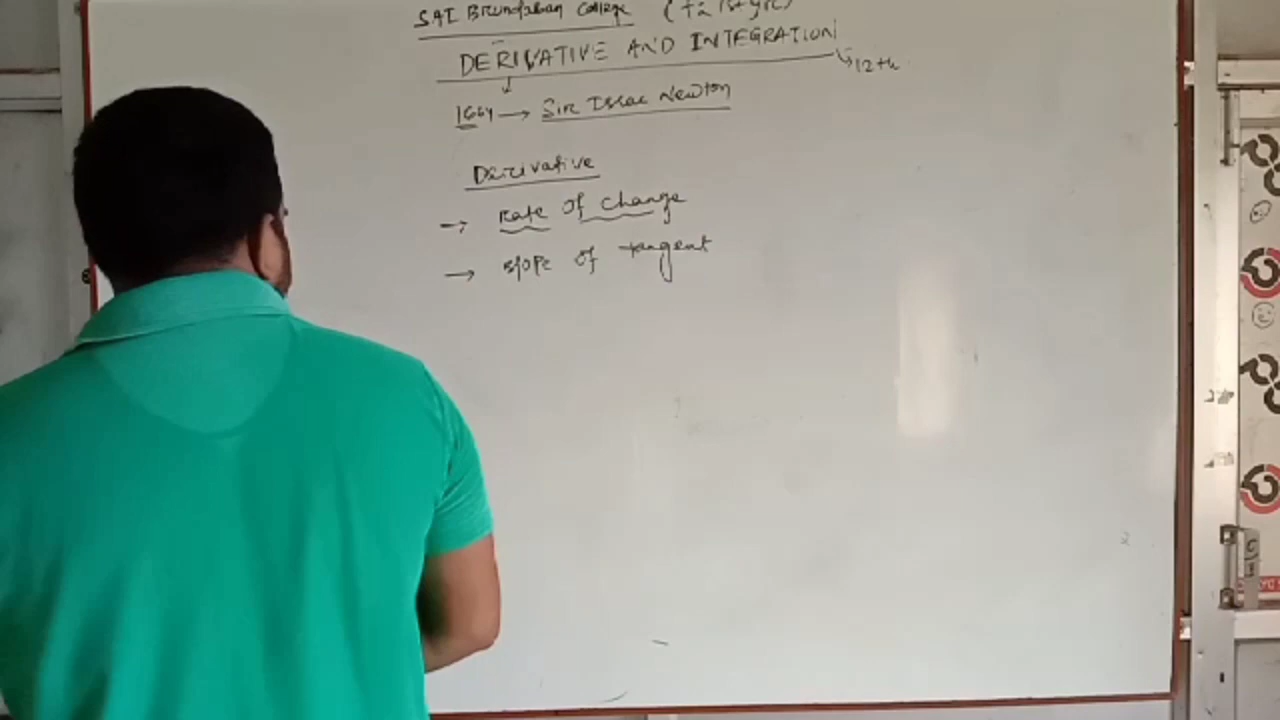 SAI Brundaban College (+2 1st yr)
DERIVATIVE AND INTEGRATION
12th
1664 → Sir Issac Newton
Derivative
→ Rate of change
→ slope of tangent